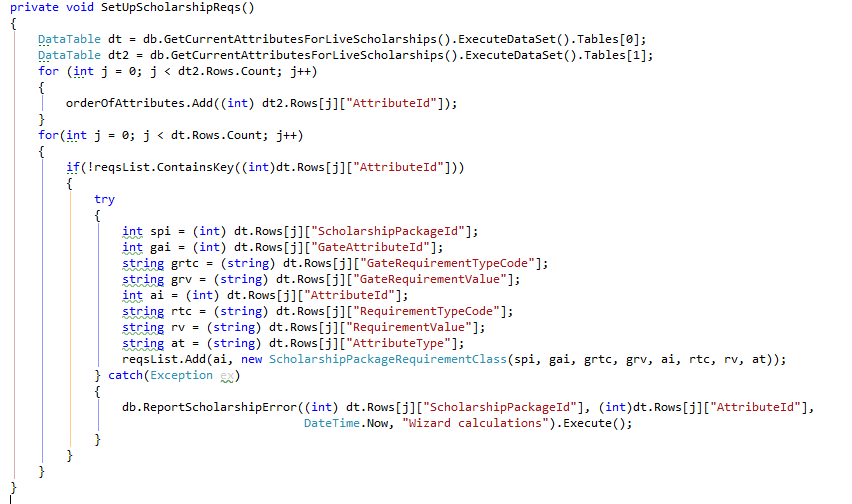 private void SetUpScholarshipReqs()
{
    DataTable dt = db.GetCurrentAttributesForLiveScholarships().ExecuteDataSet().Tables[0];
    DataTable dt2 = db.GetCurrentAttributesForLiveScholarships().ExecuteDataSet().Tables[1];
    for (int j = 0; j < dt2.Rows.Count; j++)
    {
        orderOfAttributes.Add((int) dt2.Rows[j]["AttributeId"]);
    }
    for(int j = 0; j < dt.Rows.Count; j++)
    {
        if(!reqsList.ContainsKey((int)dt.Rows[j]["AttributeId"]))
        {
            try
            {
                int spi = (int) dt.Rows[j]["ScholarshipPackageId"];
                int gai = (int) dt.Rows[j]["GateAttributeId"];
                string grtc = (string) dt.Rows[j]["GateRequirementTypeCode"];
                string grv = (string) dt.Rows[j]["GateRequirementValue"];
                int ai = (int) dt.Rows[j]["AttributeId"];
                string rtc = (string) dt.Rows[j]["RequirementTypeCode"];
                string rv = (string) dt.Rows[j]["RequirementValue"];
                string at = (string) dt.Rows[j]["AttributeType"];
                reqsList.Add(ai, new ScholarshipPackageRequirementClass(spi, gai, grtc, grv, ai, rtc, rv, at));
            } catch(Exception ex)
            {
                db.ReportScholarshipError((int) dt.Rows[j]["ScholarshipPackageId"], (int)dt.Rows[j]["AttributeId"],
                                          DateTime.Now, "Wizard calculations").Execute();
            }
        }
    }
}